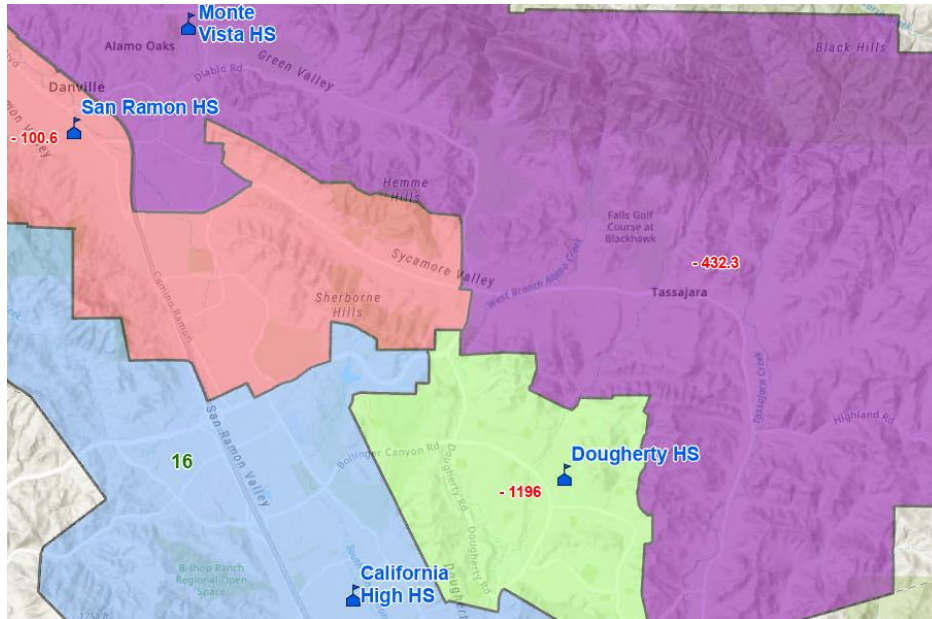 Monte
Vista HS
Alamo Oaks
Black Hills
Green Valley
Diablo Rd
Danville
San Ramon HS
- 100.6
Hemme
Hills
Falls Golf
Course at
Blackhawk
- 432.3
Sycamore Valley
West Branch Alamo Creek
Tassajara
Camino Ramon
Sherborne
Hills
Tassajara Creek
Highland Rd
San Ramon Valley
16
Bollinger Canyon Rd
Dougherty Rd
Dougherty HS
- 1196
Dougherty Rd
California
High HS
Bishop Ranch
Regional Open
Space